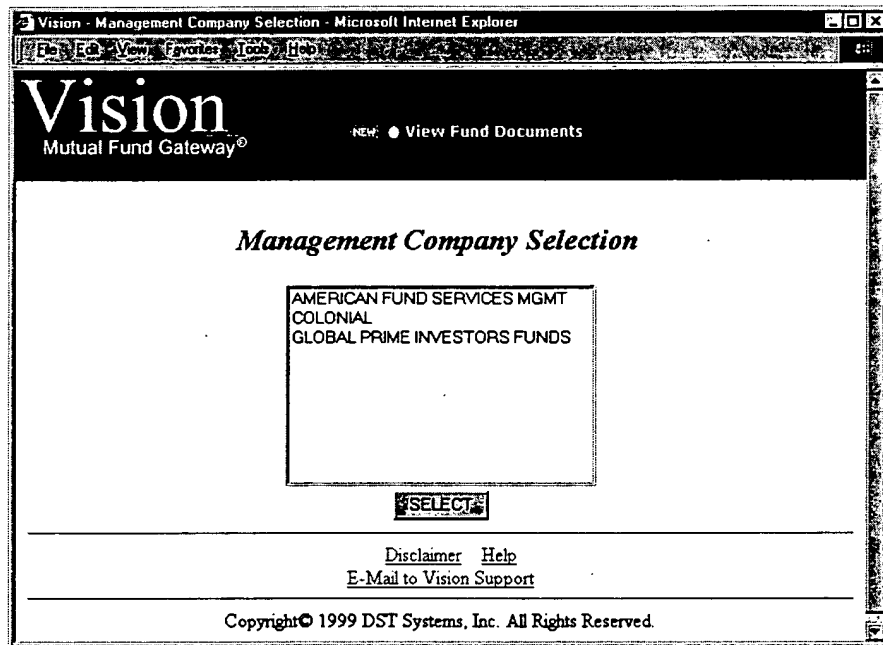 Vision - Management Company Selection - Microsoft Internet Explorer
File Edit View Favorites Tools Help
Vision
Mutual Fund Gateway®
NEW! View Fund Documents
Management Company Selection
AMERICAN FUND SERVICES MGMT
COLONIAL
GLOBAL PRIME INVESTORS FUNDS
SELECT
Disclaimer Help
E-Mail to Vision Support
Copyright© 1999 DST Systems, Inc. All Rights Reserved.